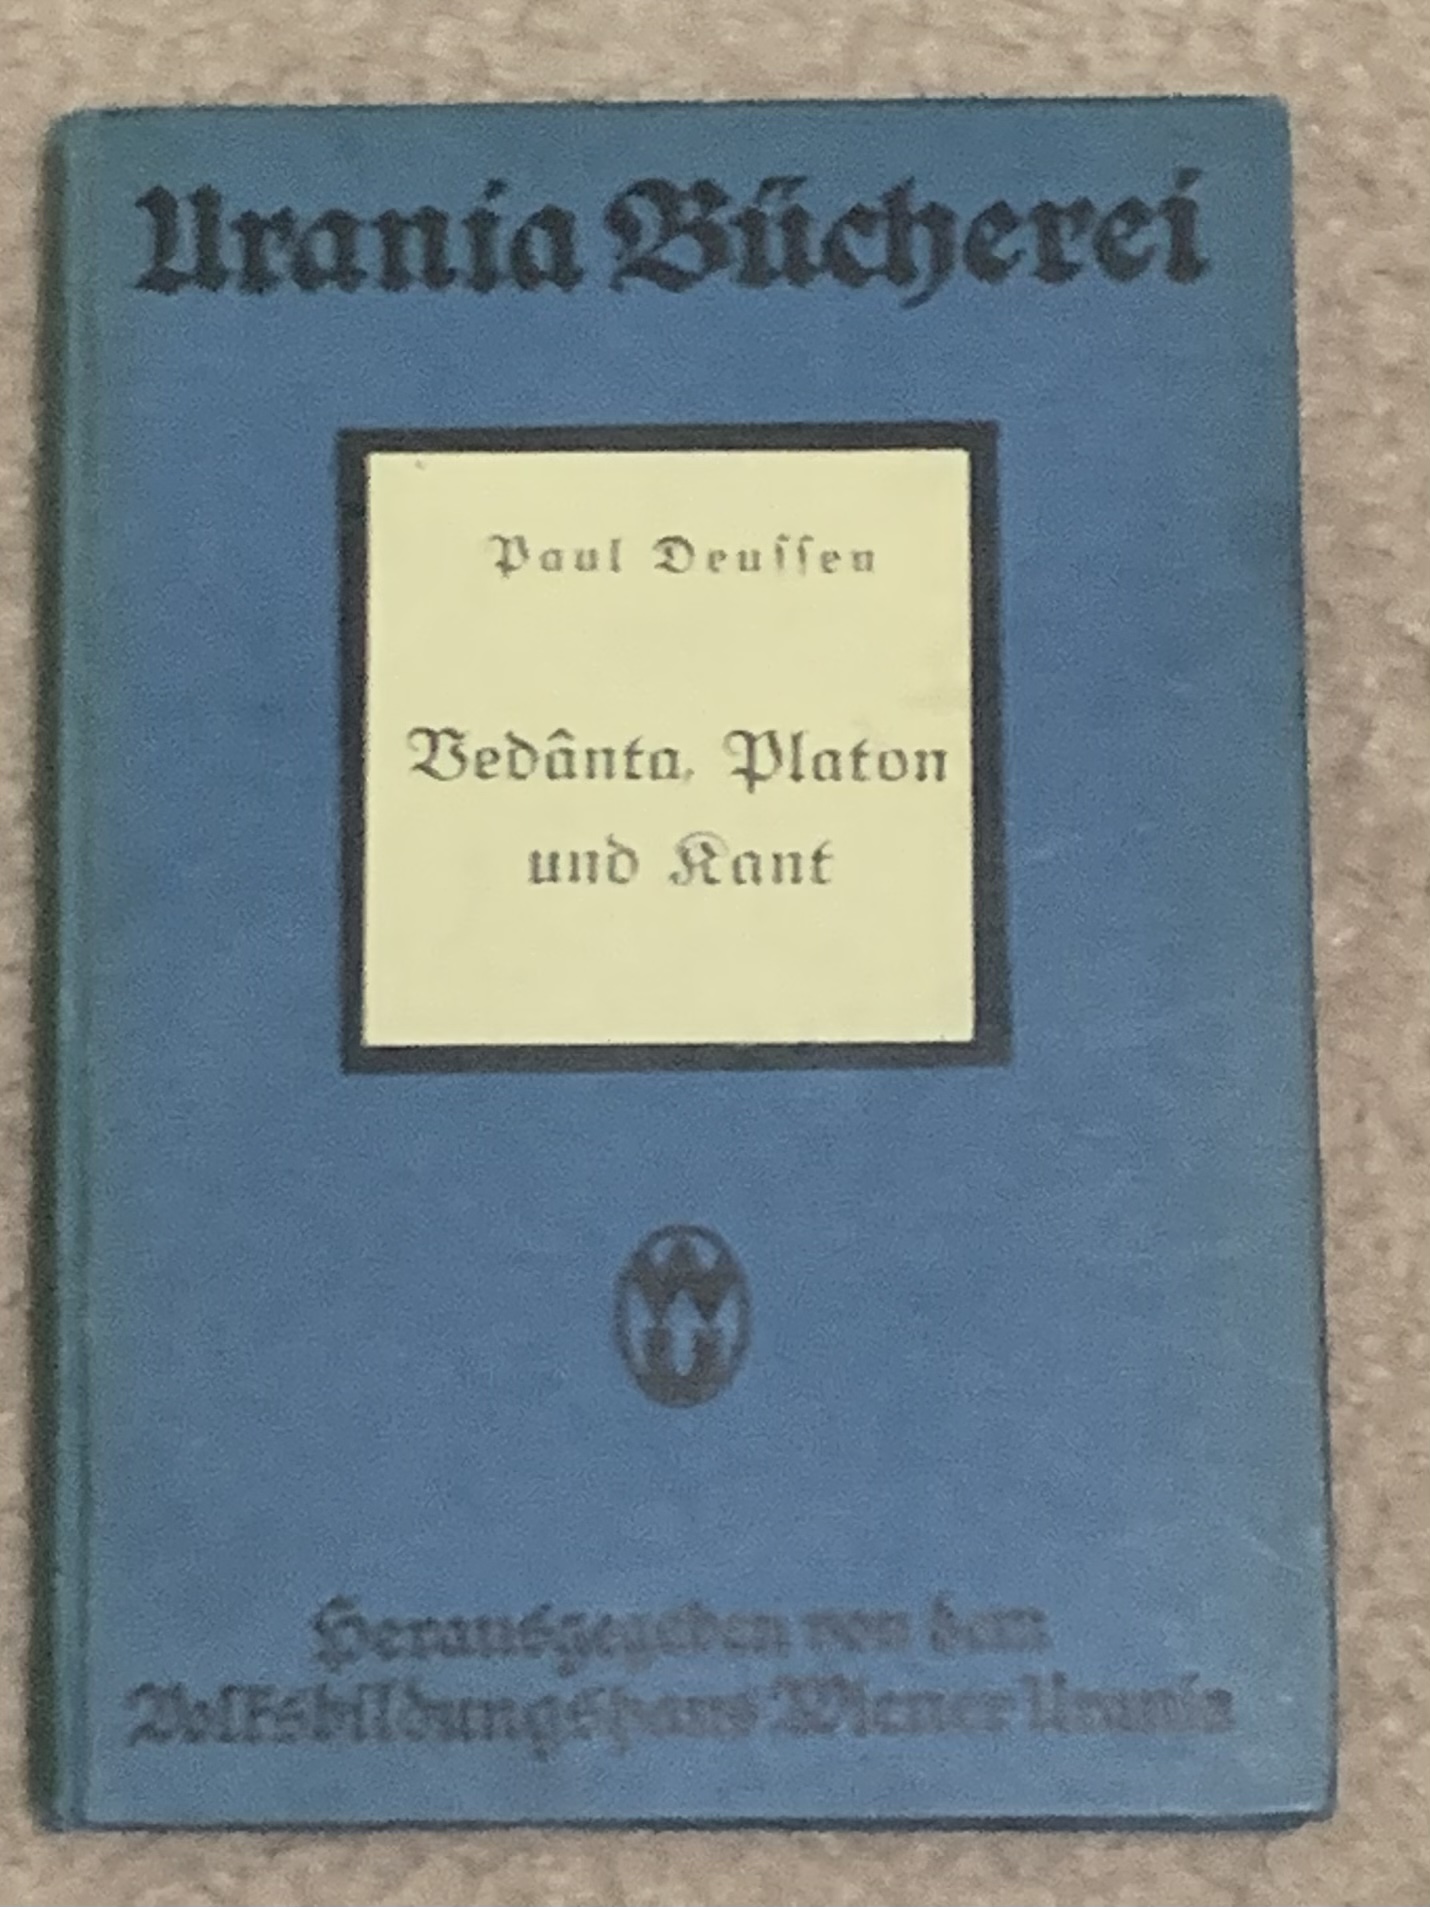 Urania Bücherei
Paul Deussen
Vedânta, Platon
und Kant
Herausgegeben von dem
Volksbildungshaus Wiener Urania